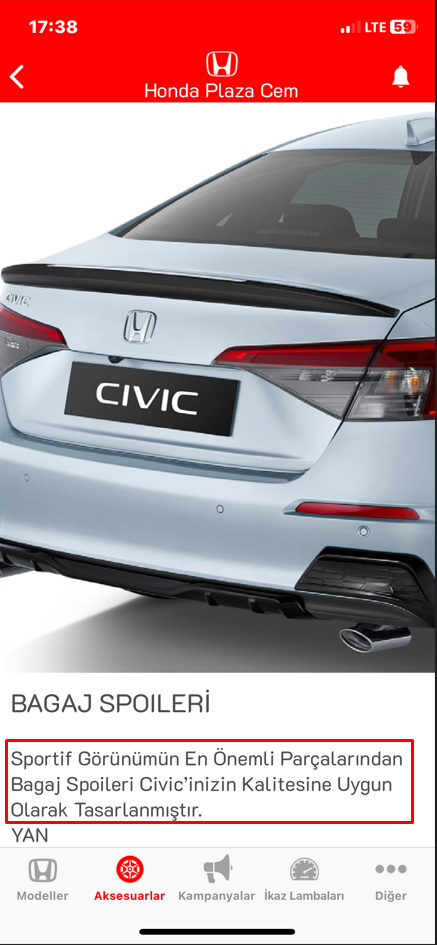 17:38
LTE 59
Honda Plaza Cem
CIVIC
CIVIC
BAGAJ SPOILERİ
Sportif Görünümün En Önemli Parçalarından
Bagaj Spoileri Civic'inizin Kalitesine Uygun
Olarak Tasarlanmıştır.
YAN
Modeller Aksesuarlar Kampanyalar İkaz Lambaları Diğer